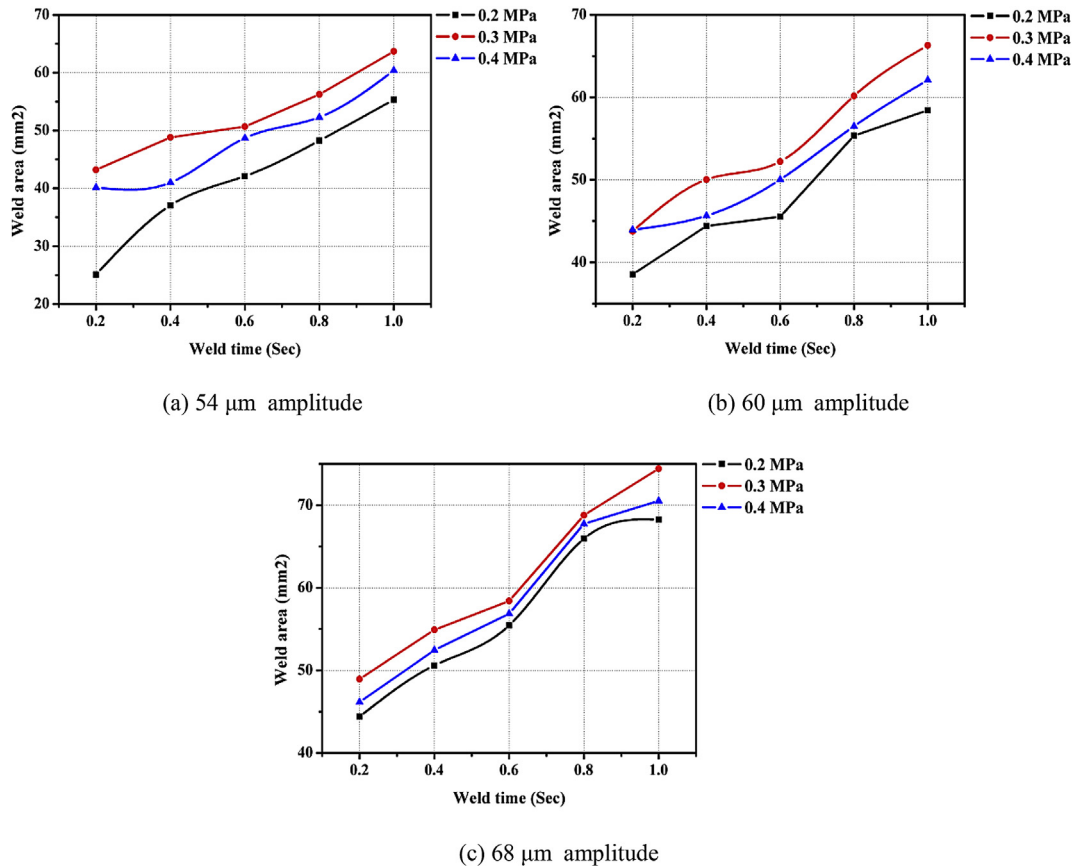 70
60
50
40
30
20
Weld area (mm2)
0.2 0.4 0.6 0.8 1.0
Weld time (Sec)
0.2 MPa
0.3 MPa
0.4 MPa
(a) 54 μm amplitude
70
60
50
40
Weld area (mm2)
0.2 0.4 0.6 0.8 1.0
Weld time (Sec)
0.2 MPa
0.3 MPa
0.4 MPa
(b) 60 μm amplitude
70
60
50
40
Weld area (mm2)
0.2 0.4 0.6 0.8 1.0
Weld time (Sec)
0.2 MPa
0.3 MPa
0.4 MPa
(c) 68 μm amplitude